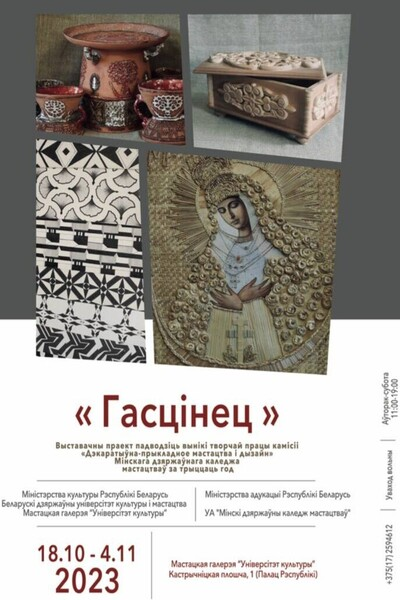 « Гасцінец »
Выставачны праект падводзіць вынікі творчай працы камісіі
«Дэкаратыўна-прыкладное мастацтва і дызайн»
Мінскага дзяржаўнага каледжа
мастацтваў за трыццаць год
Міністэрства культуры Рэспублікі Беларусь
Беларускі дзяржаўны універсітэт культуры і мастацтва
Мастацкая галерэя "Універсітэт культуры"
Міністэрства адукацыі Рэспублікі Беларусь
УА "Мінскі дзяржаўны каледж мастацтваў"
18.10 - 4.11
2023
Мастацкая галерэя "Універсітэт культуры"
Кастрычніцкая плошча, 1 (Палац Рэспублікі)
Аўторак-субота
11:00-19:00
Уваход вольны
+375(17) 2594612